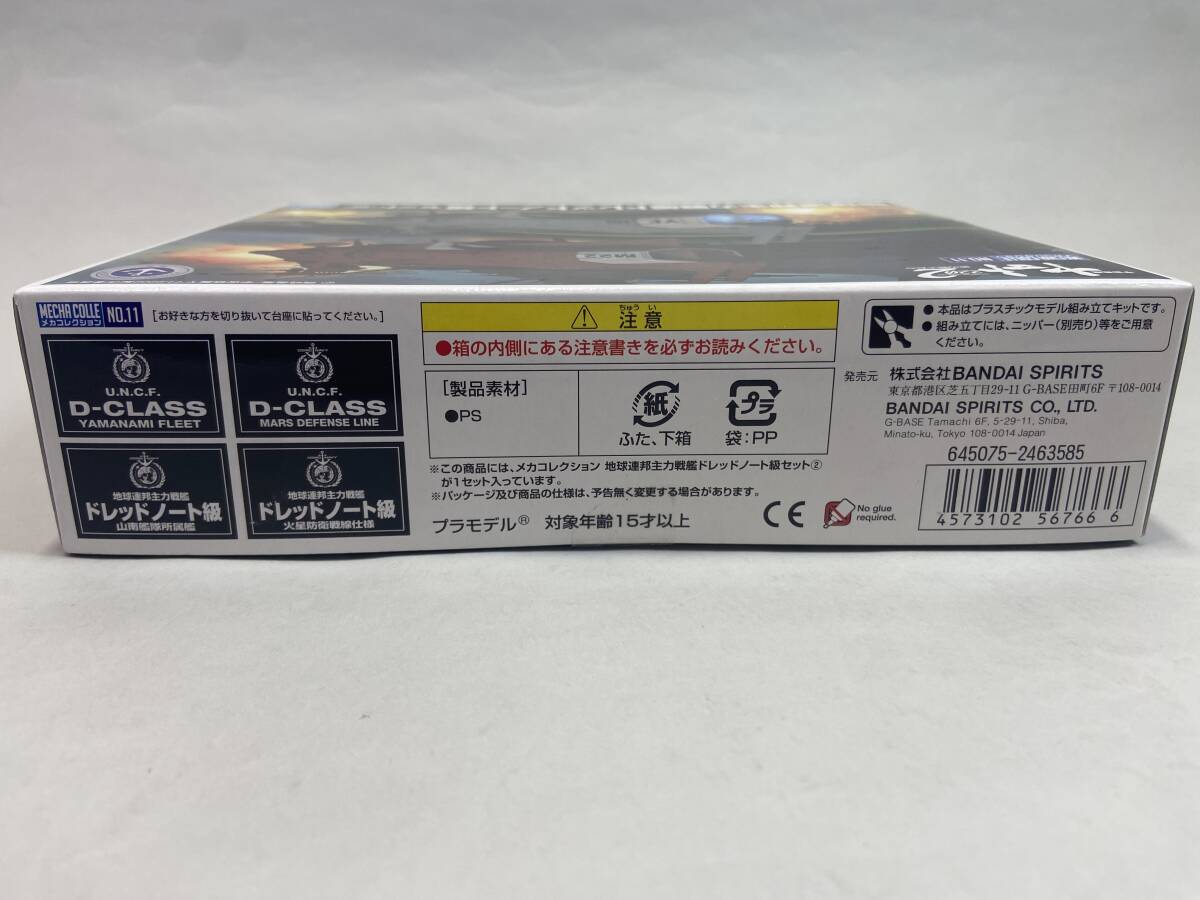 MECHA COLLE
メカコレクション
NO.11
[お好きな方を切り抜いて台座に貼ってください。]
U.N.C.F.
D-CLASS
YAMANAMI FLEET
U.N.C.F.
D-CLASS
MARS DEFENSE LINE
地球連邦主力戦艦
ドレッドノート級
山南艦隊所属艦
地球連邦主力戦艦
ドレッドノート級
火星防衛戦線仕様
ちゅう い
注 意
●箱の内側にある注意書きを必ずお読みください。
[製品素材]
●PS
紙
ふた、下箱
プラ
袋:PP
※この商品には、メカコレクション 地球連邦主力戦艦ドレッドノート級セット②
が1セット入っています。
※パッケージ及び商品の仕様は、予告無く変更する場合があります。
プラモデル® 対象年齢15才以上
CE
No glue
required.
●本品はプラスチックモデル組み立てキットです。
●組み立てには、ニッパー(別売り)等をご用意
ください。
発売元 株式会社BANDAI SPIRITS
東京都港区芝五丁目29-11 G-BASE田町6F 〒108-0014
BANDAI SPIRITS CO., LTD.
G-BASE Tamachi 6F, 5-29-11, Shiba,
Minato-ku, Tokyo 108-0014 Japan
645075-2463585
4573102 56766 6